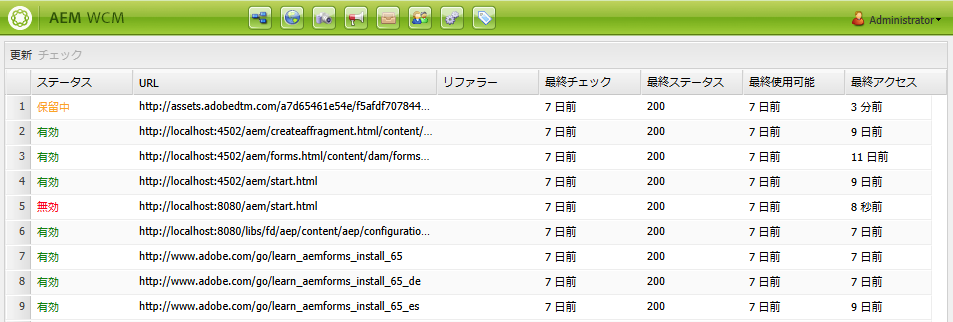 AEM WCM Administrator
更新 チェック
ステータス URL リファラー 最終チェック 最終ステータス 最終使用可能 最終アクセス
1 保留中 http://assets.adobedtm.com/a7d65461e54e/f5afdf707844... 7 日前 200 7 日前 3 分前
2 有効 http://localhost:4502/aem/createaffragment.html/content/... 7 日前 200 7 日前 9 日前
3 有効 http://localhost:4502/aem/forms.html/content/dam/forms... 7 日前 200 7 日前 11 日前
4 有効 http://localhost:4502/aem/start.html 7 日前 200 7 日前 9 日前
5 無効 http://localhost:8080/aem/start.html 7 日前 200 7 日前 8 秒前
6 有効 http://localhost:8080/libs/fd/aep/content/aep/configuratio... 7 日前 200 7 日前 7 日前
7 有効 http://www.adobe.com/go/learn_aemforms_install_65 7 日前 200 7 日前 7 日前
8 有効 http://www.adobe.com/go/learn_aemforms_install_65_de 7 日前 200 7 日前 7 日前
9 有効 http://www.adobe.com/go/learn_aemforms_install_65_es 7 日前 200 7 日前 9 日前